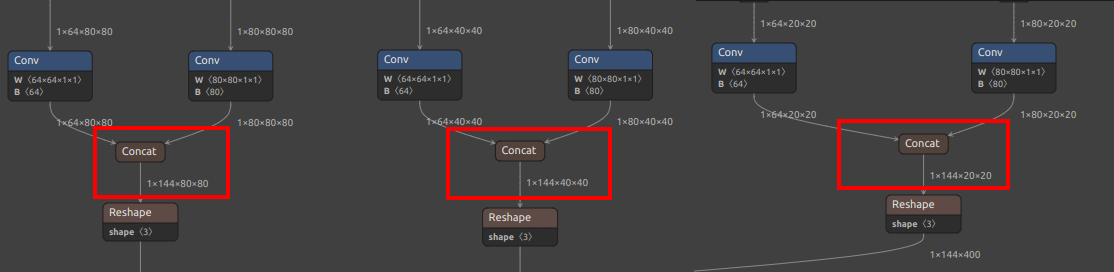 1×64×80×80
1×80×80×80
Conv
W 〈64×64×1×1〉
B 〈64〉
Conv
W 〈80×80×1×1〉
B 〈80〉
1×64×80×80
1×80×80×80
Concat
1×144×80×80
Reshape
shape 〈3〉
1×64×40×40
1×80×40×40
Conv
W 〈64×64×1×1〉
B 〈64〉
Conv
W 〈80×80×1×1〉
B 〈80〉
1×64×40×40
1×80×40×40
Concat
1×144×40×40
Reshape
shape 〈3〉
1×64×20×20
1×80×20×20
Conv
W 〈64×64×1×1〉
B 〈64〉
Conv
W 〈80×80×1×1〉
B 〈80〉
1×64×20×20
1×80×20×20
Concat
1×144×20×20
Reshape
shape 〈3〉
1×144×400